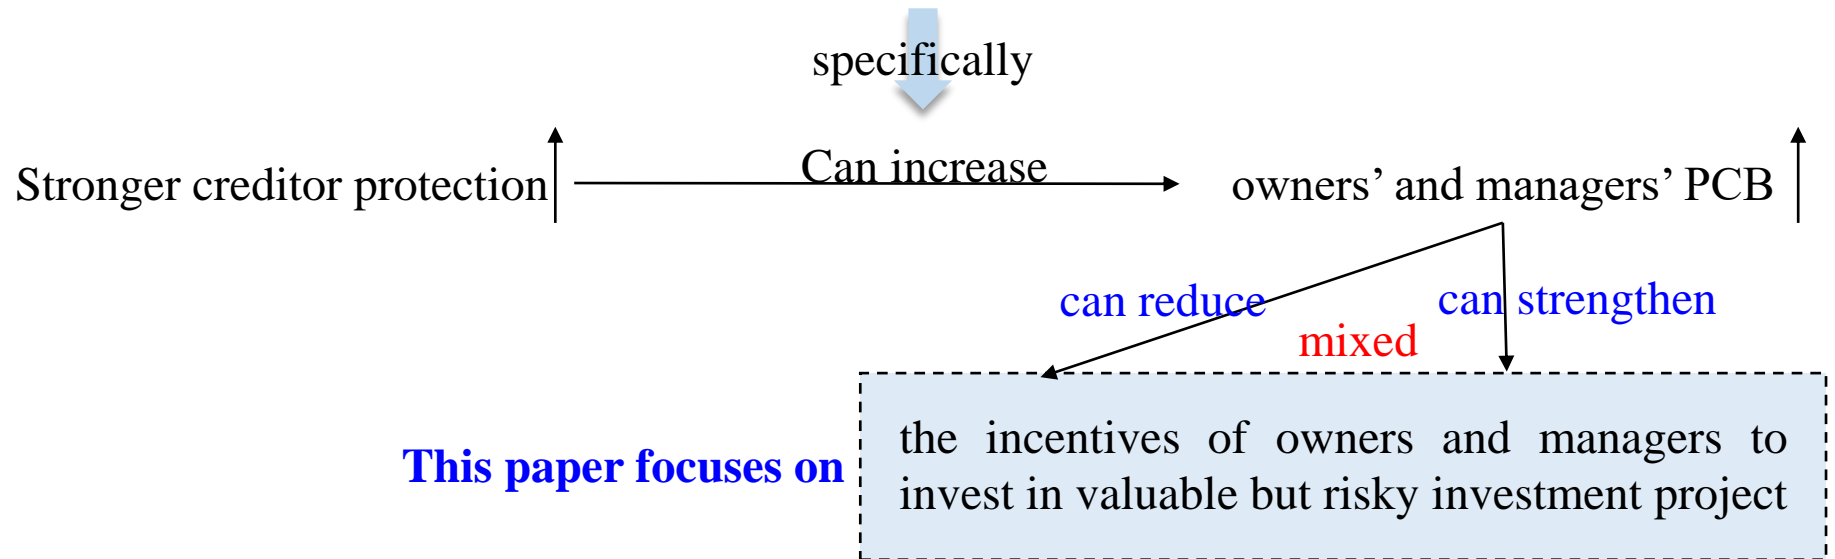 specifically
Can increase
Stronger creditor protection
owners’ and managers’ PCB
can reduce
can strengthen
mixed
This paper focuses on
the incentives of owners and managers to
invest in valuable but risky investment project